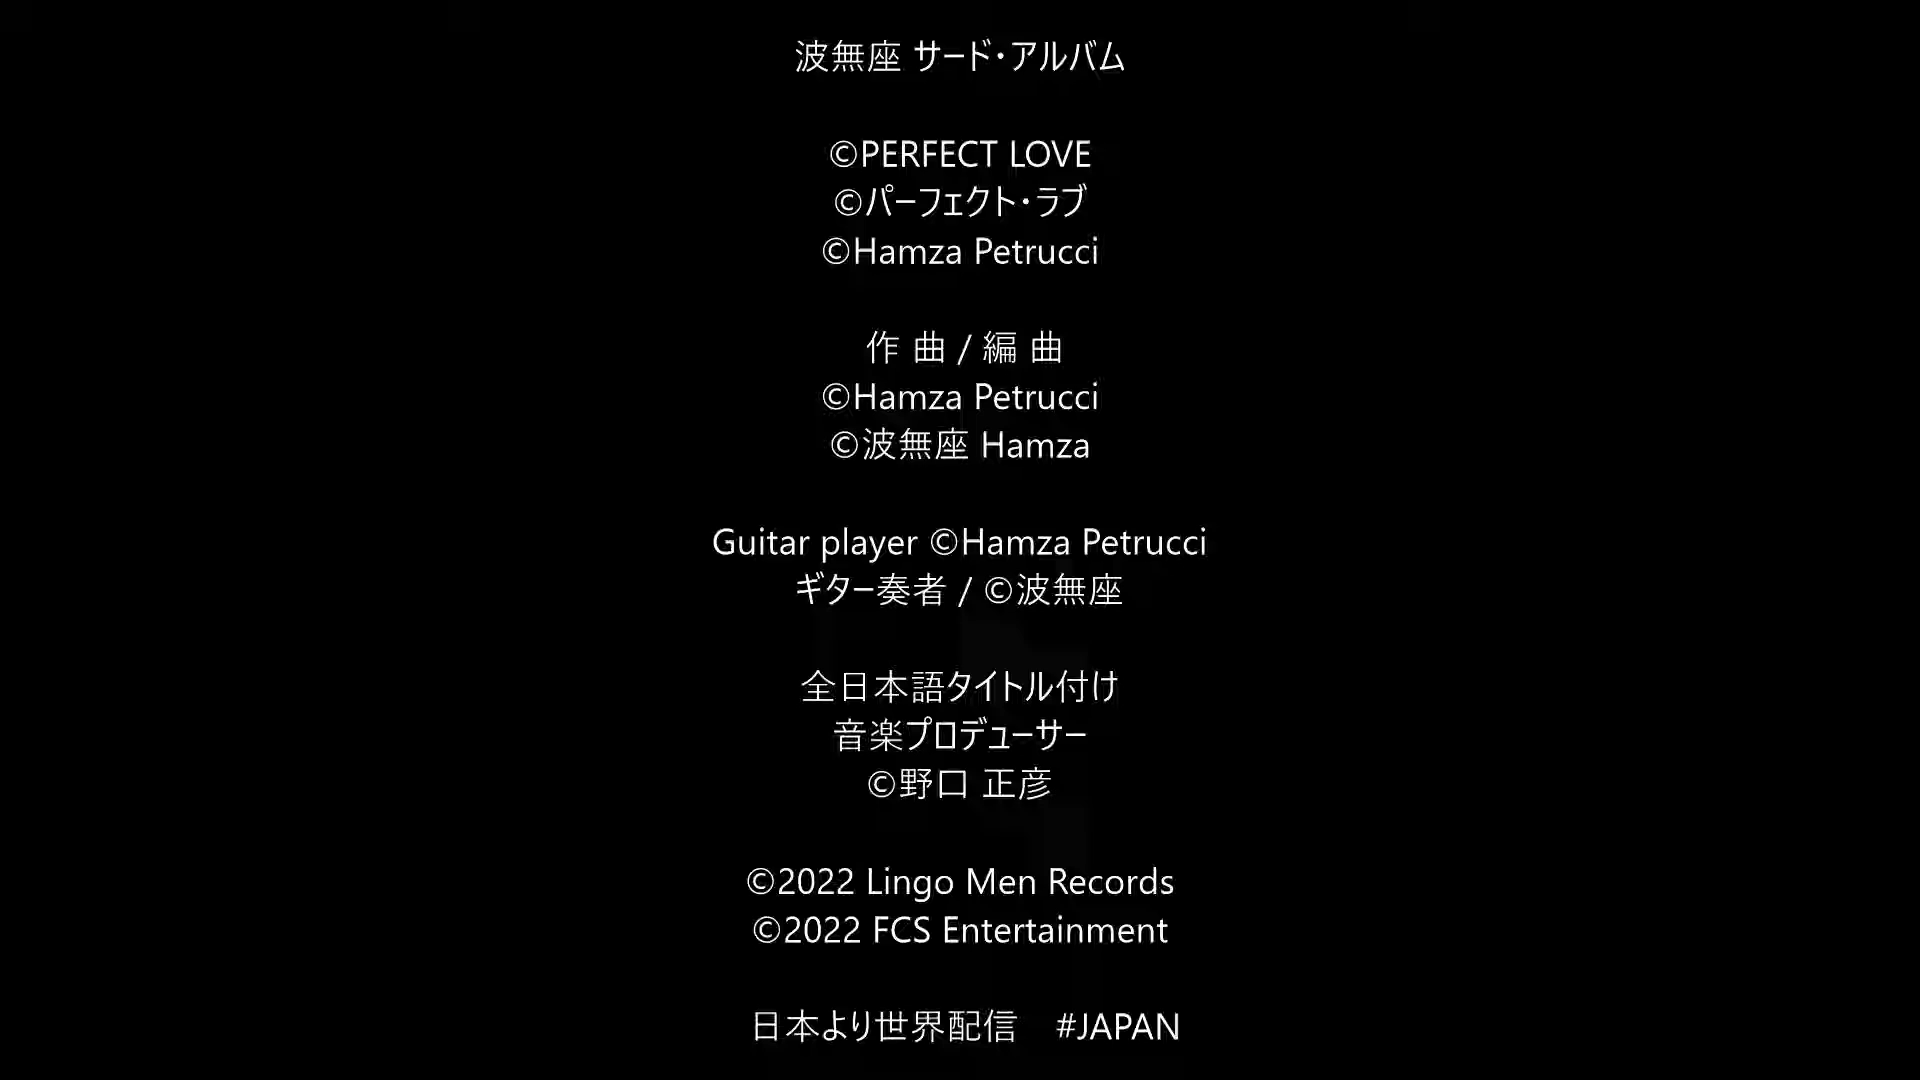 波無座 サード・アルバム
©PERFECT LOVE
©パーフェクト・ラブ
©Hamza Petrucci
作 曲 / 編 曲
©Hamza Petrucci
©波無座 Hamza
Guitar player ©Hamza Petrucci
ギター奏者 / ©波無座
全日本語タイトル付け
音楽プロデューサー
©野口 正彦
©2022 Lingo Men Records
©2022 FCS Entertainment
日本より世界配信　#JAPAN